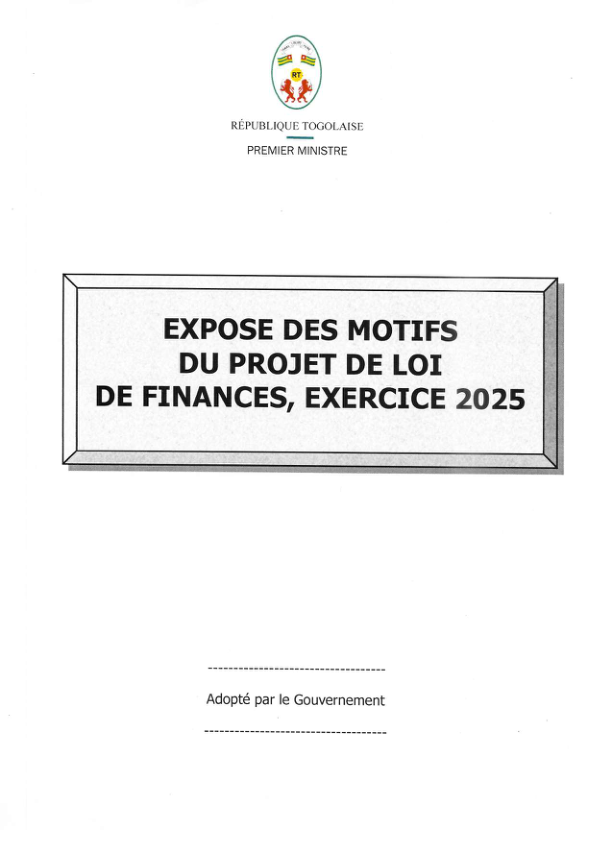 RT
RÉPUBLIQUE TOGOLAISE
PREMIER MINISTRE
EXPOSE DES MOTIFS
DU PROJET DE LOI
DE FINANCES, EXERCICE 2025
-----------------------------------
Adopté par le Gouvernement
------------------------------------